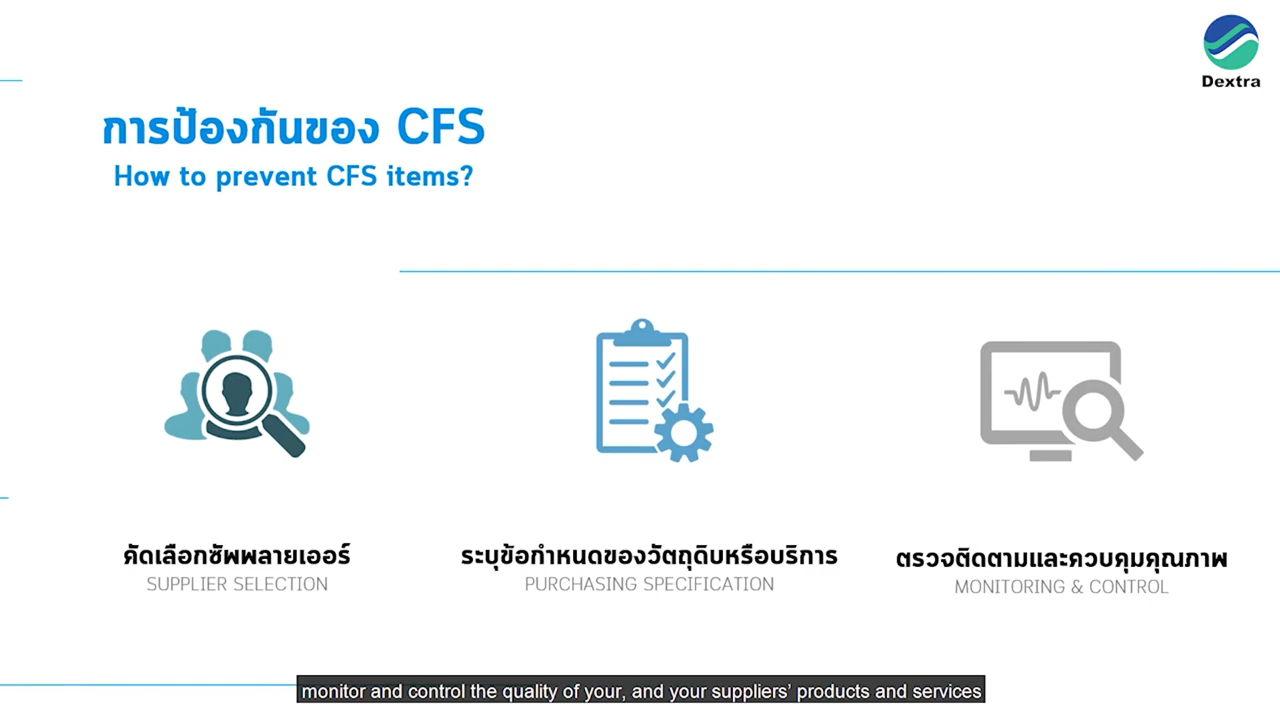 Dextra
การป้องกันของ CFS
How to prevent CFS items?
คัดเลือกซัพพลายเออร์
SUPPLIER SELECTION
ระบุข้อกำหนดของวัตถุดิบหรือบริการ
PURCHASING SPECIFICATION
ตรวจติดตามและควบคุมคุณภาพ
MONITORING & CONTROL
monitor and control the quality of your, and your suppliers’ products and services